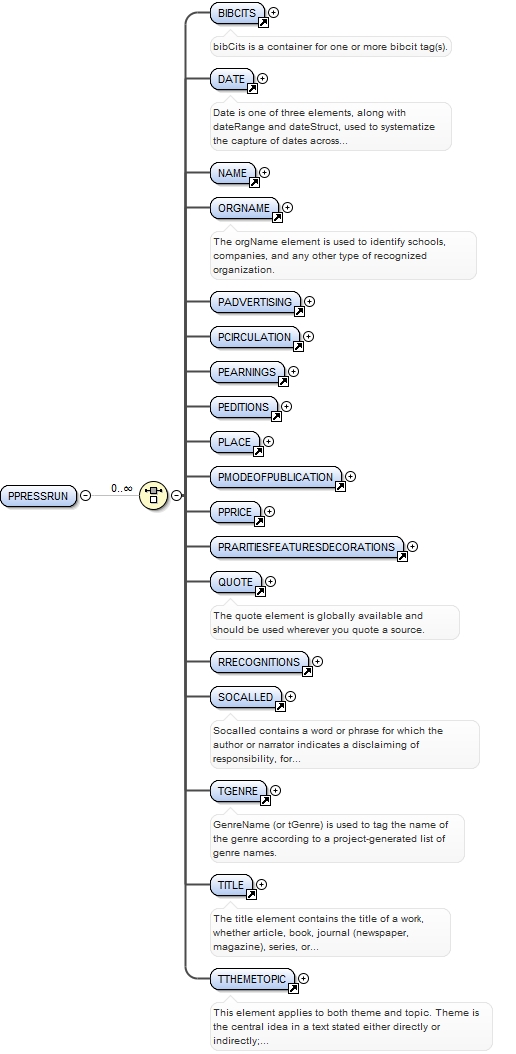 BIBCITS
bibCits is a container for one or more bibcit tag(s).
DATE
Date is one of three elements, along with
dateRange and dateStruct, used to systematize
the capture of dates across...
NAME
ORGNAME
The orgName element is used to identify schools,
companies, and any other type of recognized
organization.
PADVERTISING
PCIRCULATION
PEARNINGS
PEDITIONS
PLACE
PMODEOFPUBLICATION
PPRESSRUN
0..∞
PPRICE
PRARITIESFEATURESDECORATIONS
QUOTE
The quote element is globally available and
should be used wherever you quote a source.
RRECOGNITIONS
SOCALLED
Socalled contains a word or phrase for which the
author or narrator indicates a disclaiming of
responsibility, for...
TGENRE
GenreName (or tGenre) is used to tag the name of
the genre according to a project-generated list of
genre names.
TITLE
The title element contains the title of a work,
whether article, book, journal (newspaper,
magazine), series, or...
TTHEMETOPIC
This element applies to both theme and topic. Theme is
the central idea in a text stated either directly or
indirectly;...